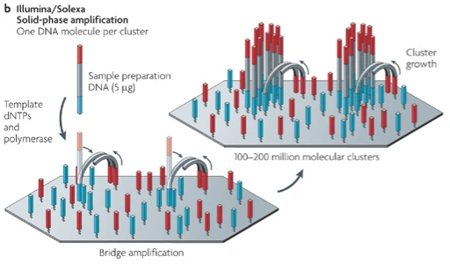 b Illumina/Solexa
Solid-phase amplification
One DNA molecule per cluster
Sample preparation
DNA (5 µg)
Template
dNTPs
and
polymerase
Cluster
growth
100–200 million molecular clusters
Bridge amplification